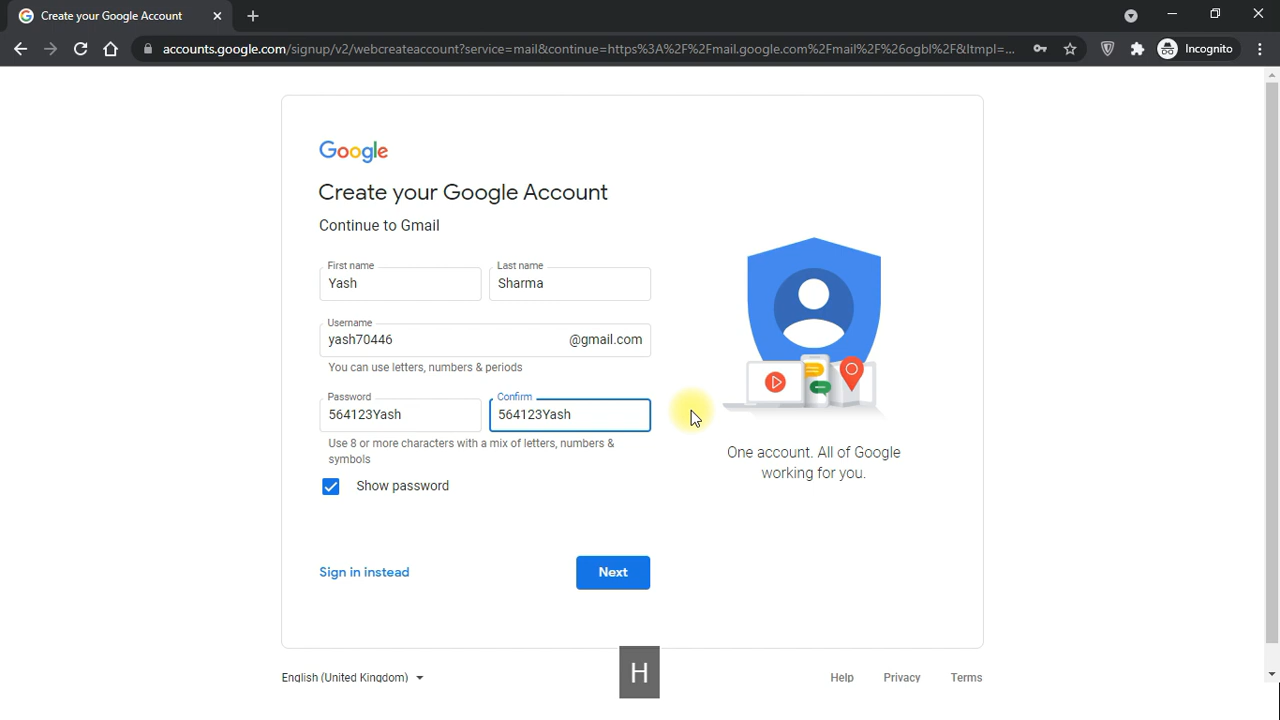 Create your Google Account
accounts.google.com/signup/v2/webcreateaccount?service=mail&continue=https%3A%2F%2Fmail.google.com%2Fmail%2F%26ogbl%2F&ltmpl=...
Incognito
Google
Create your Google Account
Continue to Gmail
First name
Last name
Yash
Sharma
Username
yash70446
@gmail.com
You can use letters, numbers & periods
Password
Confirm
564123Yash
564123Yash
Use 8 or more characters with a mix of letters, numbers &
symbols
Show password
One account. All of Google
working for you.
Sign in instead
Next
H
English (United Kingdom)
Help
Privacy
Terms